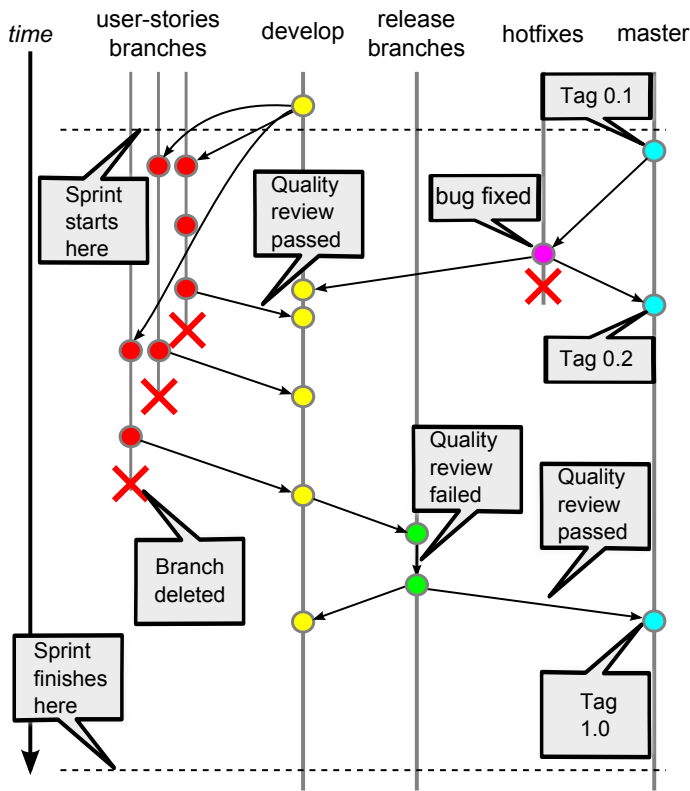 time
user-stories
branches
develop
release
branches
hotfixes
master
Tag 0.1
Sprint
starts
here
Quality
review
passed
bug fixed
Tag 0.2
Quality
review
failed
Quality
review
passed
Branch
deleted
Sprint
finishes
here
Tag
1.0